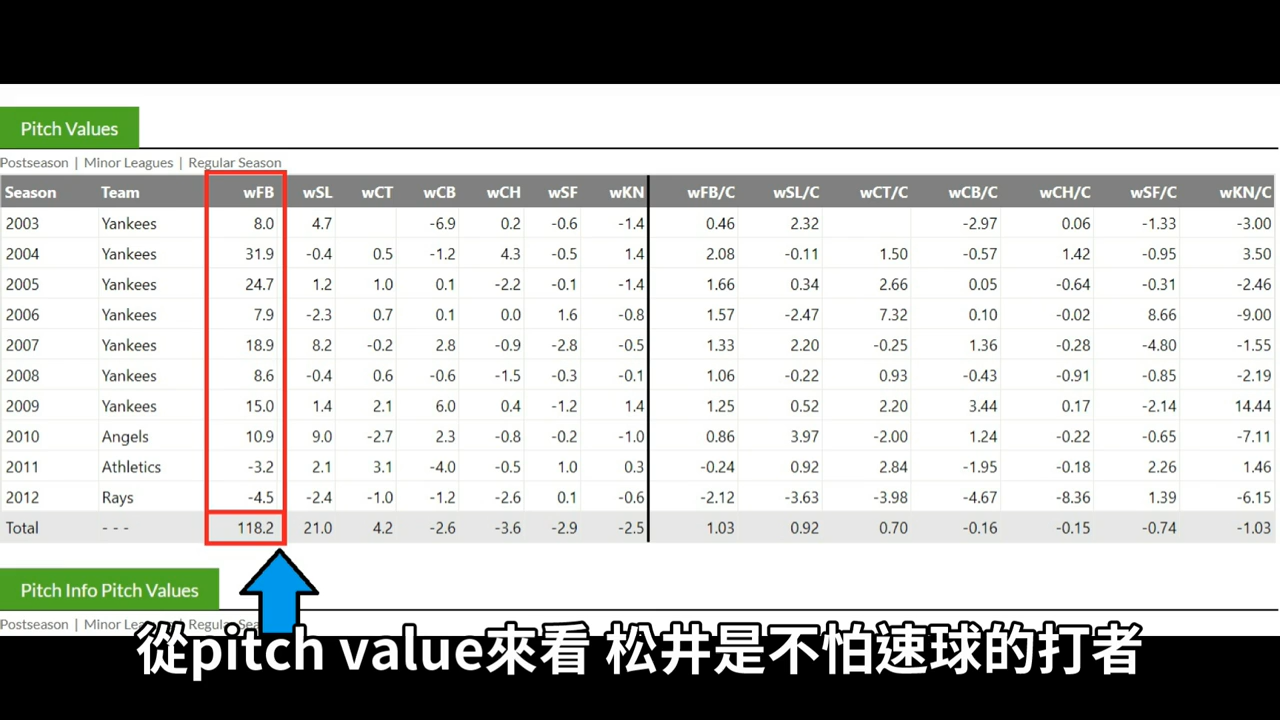 Pitch Values
Postseason | Minor Leagues | Regular Season
Season Team wFB wSL wCT wCB wCH wSF wKN wFB/C wSL/C wCT/C wCB/C wCH/C wSF/C wKN/C
2003 Yankees 8.0 4.7 -6.9 0.2 -0.6 -1.4 0.46 2.32 -2.97 0.06 -1.33 -3.00
2004 Yankees 31.9 -0.4 0.5 -1.2 4.3 -0.5 1.4 2.08 -0.11 1.50 -0.57 1.42 -0.95 3.50
2005 Yankees 24.7 1.2 1.0 0.1 -2.2 -0.1 -1.4 1.66 0.34 2.66 0.05 -0.64 -0.31 -2.46
2006 Yankees 7.9 -2.3 0.7 0.1 0.0 1.6 -0.8 1.57 -2.47 7.32 0.10 -0.02 8.66 -9.00
2007 Yankees 18.9 8.2 -0.2 2.8 -0.9 -2.8 -0.5 1.33 2.20 -0.25 1.36 -0.28 -4.80 -1.55
2008 Yankees 8.6 -0.4 0.6 -0.6 -1.5 -0.3 -0.1 1.06 -0.22 0.93 -0.43 -0.91 -0.85 -2.19
2009 Yankees 15.0 1.4 2.1 6.0 0.4 -1.2 1.4 1.25 0.52 2.20 3.44 0.17 -2.14 14.44
2010 Angels 10.9 9.0 -2.7 2.3 -0.8 -0.2 -1.0 0.86 3.97 -2.00 1.24 -0.22 -0.65 -7.11
2011 Athletics -3.2 2.1 3.1 -4.0 -0.5 1.0 0.3 -0.24 0.92 2.84 -1.95 -0.18 2.26 1.46
2012 Rays -4.5 -2.4 -1.0 -1.2 -2.6 0.1 -0.6 -2.12 -3.63 -3.98 -4.67 -8.36 1.39 -6.15
Total - - - 118.2 21.0 4.2 -2.6 -3.6 -2.9 -2.5 1.03 0.92 0.70 -0.16 -0.15 -0.74 -1.03
Pitch Info Pitch Values
Postseason | Minor
從pitch value來看 松井是不怕速球的打者